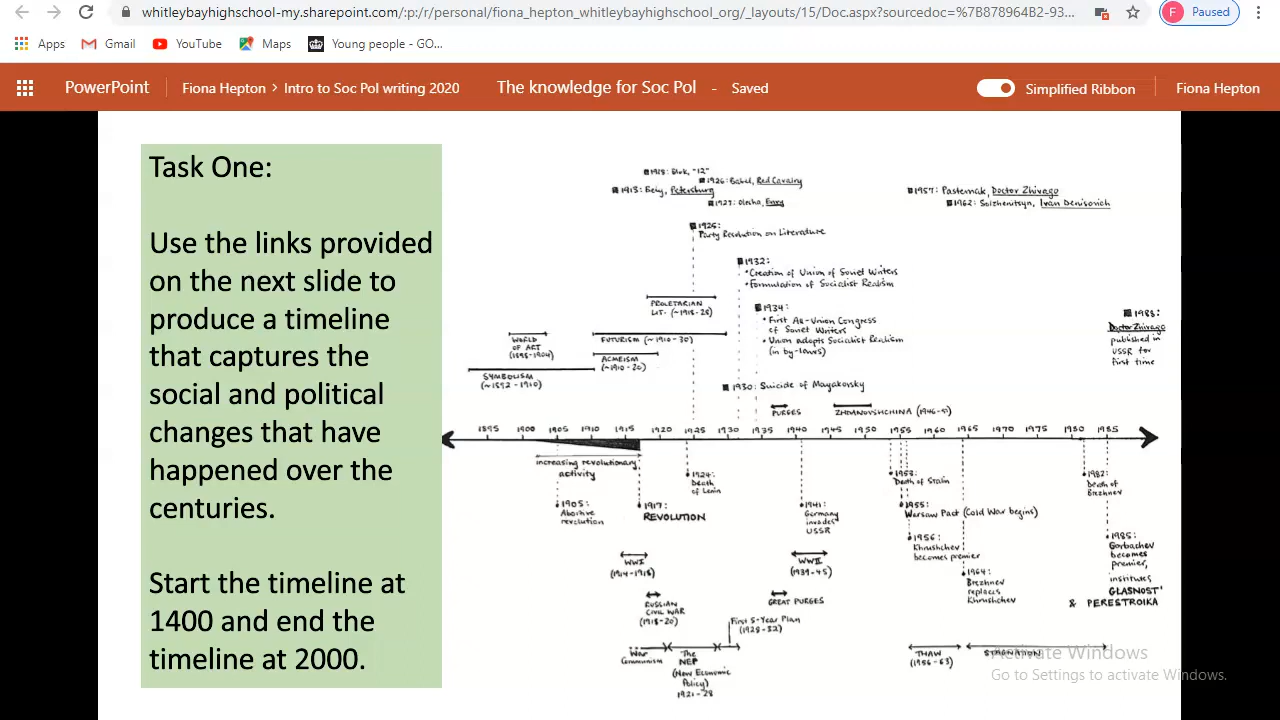 whitleybayhighschool-my.sharepoint.com/:p:/r/personal/fiona_hepton_whitleybayhighschool_org/_layouts/15/Doc.aspx?sourcedoc=%7B878964B2-93...
F Paused
Apps Gmail YouTube Maps Young people - GO...
PowerPoint Fiona Hepton > Intro to Soc Pol writing 2020 The knowledge for Soc Pol - Saved Simplified Ribbon Fiona Hepton
Task One:
Use the links provided
on the next slide to
produce a timeline
that captures the
social and political
changes that have
happened over the
centuries.
Start the timeline at
1400 and end the
timeline at 2000.
1918: Blok, "12"
1926: Babel, Red Cavalry
1913: Bely, Petersburg
1927: Olesha, Envy
1957: Pasternak, Doctor Zhivago
1962: Solzhenitsyn, Ivan Denisovich
1925:
Party Resolution on Literature
1932:
• Creation of Union of Soviet Writers
• Formulation of Socialist Realism
PROLETARIAN
LIT. (~1918-28)
1934:
• First All-Union Congress
of Soviet Writers
• Union adopts Socialist Realism
(in by-laws)
1988:
Doctor Zhivago
published in
USSR for
first time
WORLD
OF ART
(1898-1904)
FUTURISM (~1910-30)
ACMEISM
(~1910-20)
SYMBOLISM
(~1892-1910)
1930: Suicide of Mayakovsky
PURGES
ZHDANOVSHCHINA (1946-51)
1895 1900 1905 1910 1915 1920 1925 1930 1935 1940 1945 1950 1955 1960 1965 1970 1975 1980 1985
increasing revolutionary
activity
1905:
Abortive
revolution
1917:
REVOLUTION
1924:
Death
of Lenin
1941:
Germany
invades
USSR
1953:
Death of Stalin
1955:
Warsaw Pact (Cold War begins)
1956:
Khrushchev
becomes premier
1964:
Brezhnev
replaces
Khrushchev
1982:
Death of
Brezhnev
1985:
Gorbachev
becomes
premier,
institutes
GLASNOST'
& PERESTROIKA
WWI
(1914-1918)
WWII
(1939-45)
RUSSIAN
CIVIL WAR
(1918-20)
GREAT PURGES
First 5-Year Plan
(1928-32)
War
Communism
The
NEP
(New Economic
Policy)
1921-28
THAW
(1956-63)
STAGNATION
Activate Windows
Go to Settings to activate Windows.